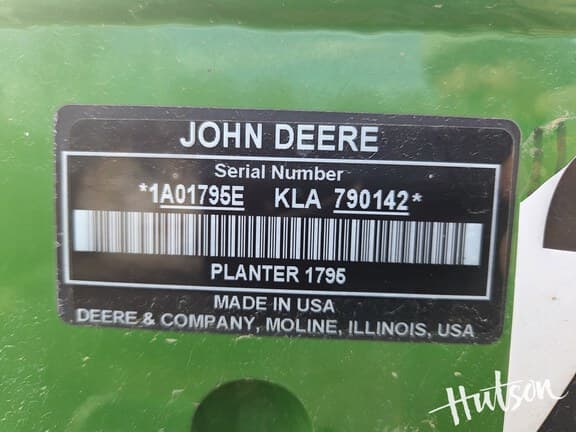 JOHN DEERE
Serial Number
*1A01795E KLA 790142*
PLANTER 1795
MADE IN USA
DEERE & COMPANY, MOLINE, ILLINOIS, USA
Hutson